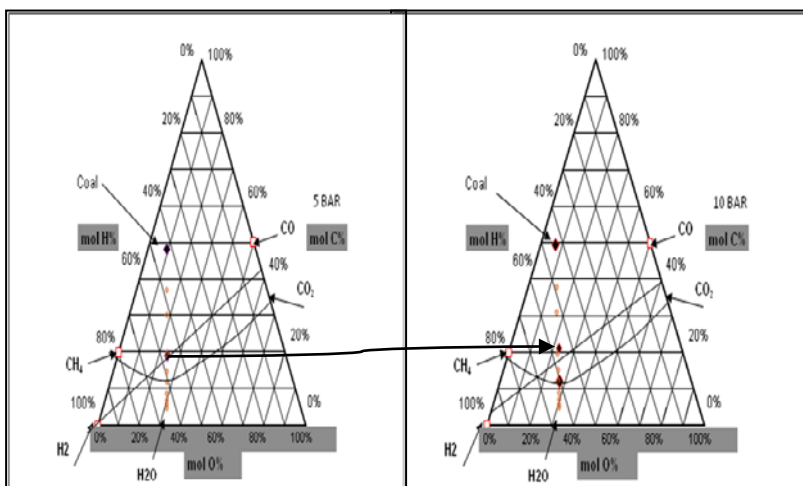 0% 100%
20% 80%
Coal
40% 60%
5 BAR
CO
mol H% mol C%
60% 40%
CO2
80% 20%
CH4
100% 0%
0% 20% 30% 40% 60% 80% 100%
H2
H2O
mol O%
0% 100%
20% 80%
Coal
40% 60%
10 BAR
CO
mol H% mol C%
60% 40%
CO2
80% 20%
CH4
100% 0%
0% 20% 30% 40% 60% 80% 100%
H2
H2O
mol O%